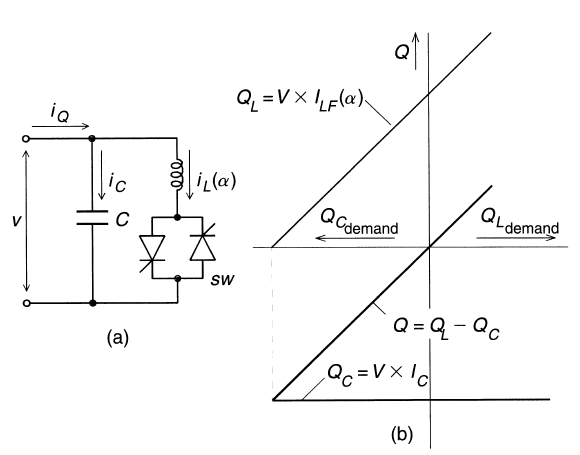 i_Q
i_C
C
i_L(α)
v
sw
(a)
Q
Q_L = V × I_LF(α)
Q_C demand
Q_L demand
Q = Q_L − Q_C
Q_C = V × I_C
(b)